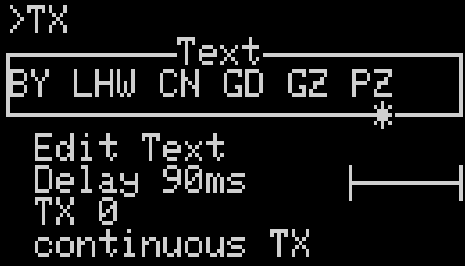 >TX
Text
BY LHW CN GD GZ PZ
Edit Text
Delay 90ms
TX 0
continuous TX